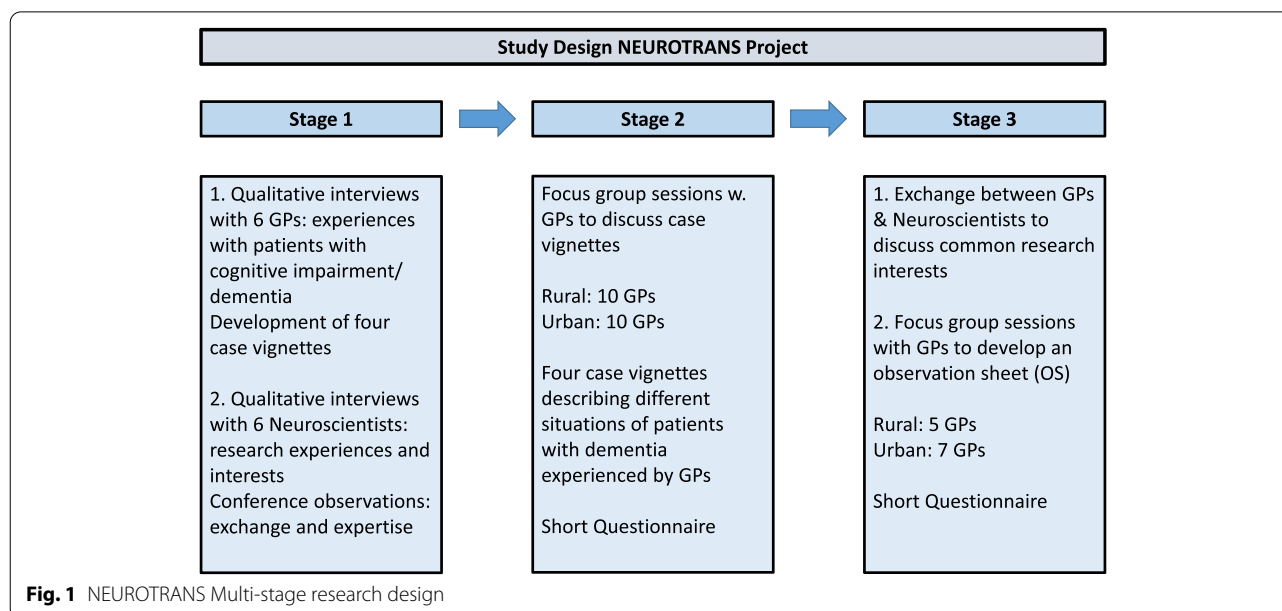 Study Design NEUROTRANS Project
Stage 1
Stage 2
Stage 3
1. Qualitative interviews
with 6 GPs: experiences
with patients with
cognitive impairment/
dementia
Development of four
case vignettes
2. Qualitative interviews
with 6 Neuroscientists:
research experiences and
interests
Conference observations:
exchange and expertise
Focus group sessions w.
GPs to discuss case
vignettes
Rural: 10 GPs
Urban: 10 GPs
Four case vignettes
describing different
situations of patients
with dementia
experienced by GPs
Short Questionnaire
1. Exchange between GPs
& Neuroscientists to
discuss common research
interests
2. Focus group sessions
with GPs to develop an
observation sheet (OS)
Rural: 5 GPs
Urban: 7 GPs
Short Questionnaire
Fig. 1 NEUROTRANS Multi-stage research design